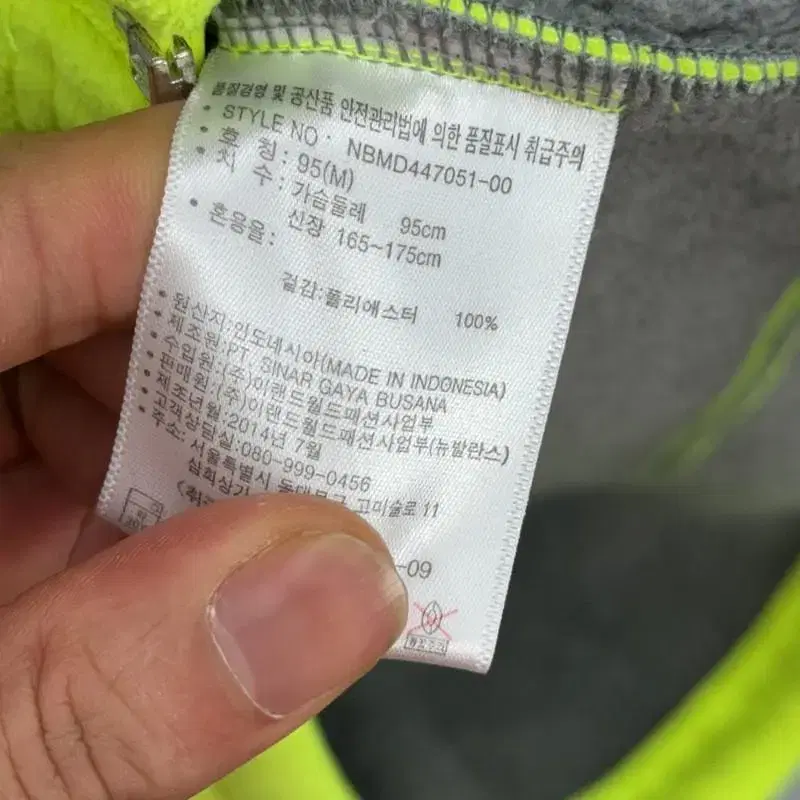 품질경영 및 공산품 안전관리법에 의한 품질표시 취급주의
• STYLE NO : NBMD447051-00
• 호 칭 : 95(M)
• 치 수 : 가슴둘레 95cm
신장 165~175cm
• 혼용율:
겉감:폴리에스터 100%
• 원산지:인도네시아(MADE IN INDONESIA)
• 제조원:PT. SINAR GAYA BUSANA
• 수입원:(주)이랜드월드패션사업부
• 판매원:(주)이랜드월드패션사업부(뉴발란스)
• 제조년월:2014년 7월
• 고객상담실:080-999-0456
• 주소: 서울특별시 동대문구 고미술로 11
삼희상가
(취
-09